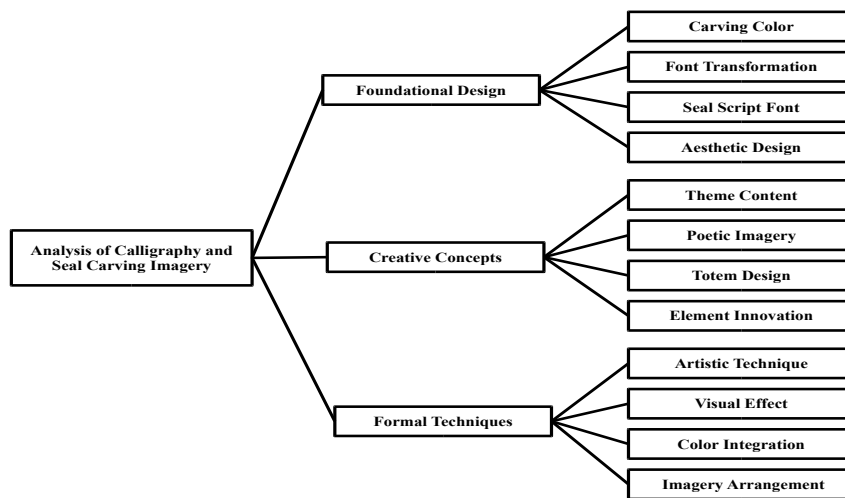 Analysis of Calligraphy and
Seal Carving Imagery
Foundational Design
Carving Color
Font Transformation
Seal Script Font
Aesthetic Design
Creative Concepts
Theme Content
Poetic Imagery
Totem Design
Element Innovation
Formal Techniques
Artistic Technique
Visual Effect
Color Integration
Imagery Arrangement